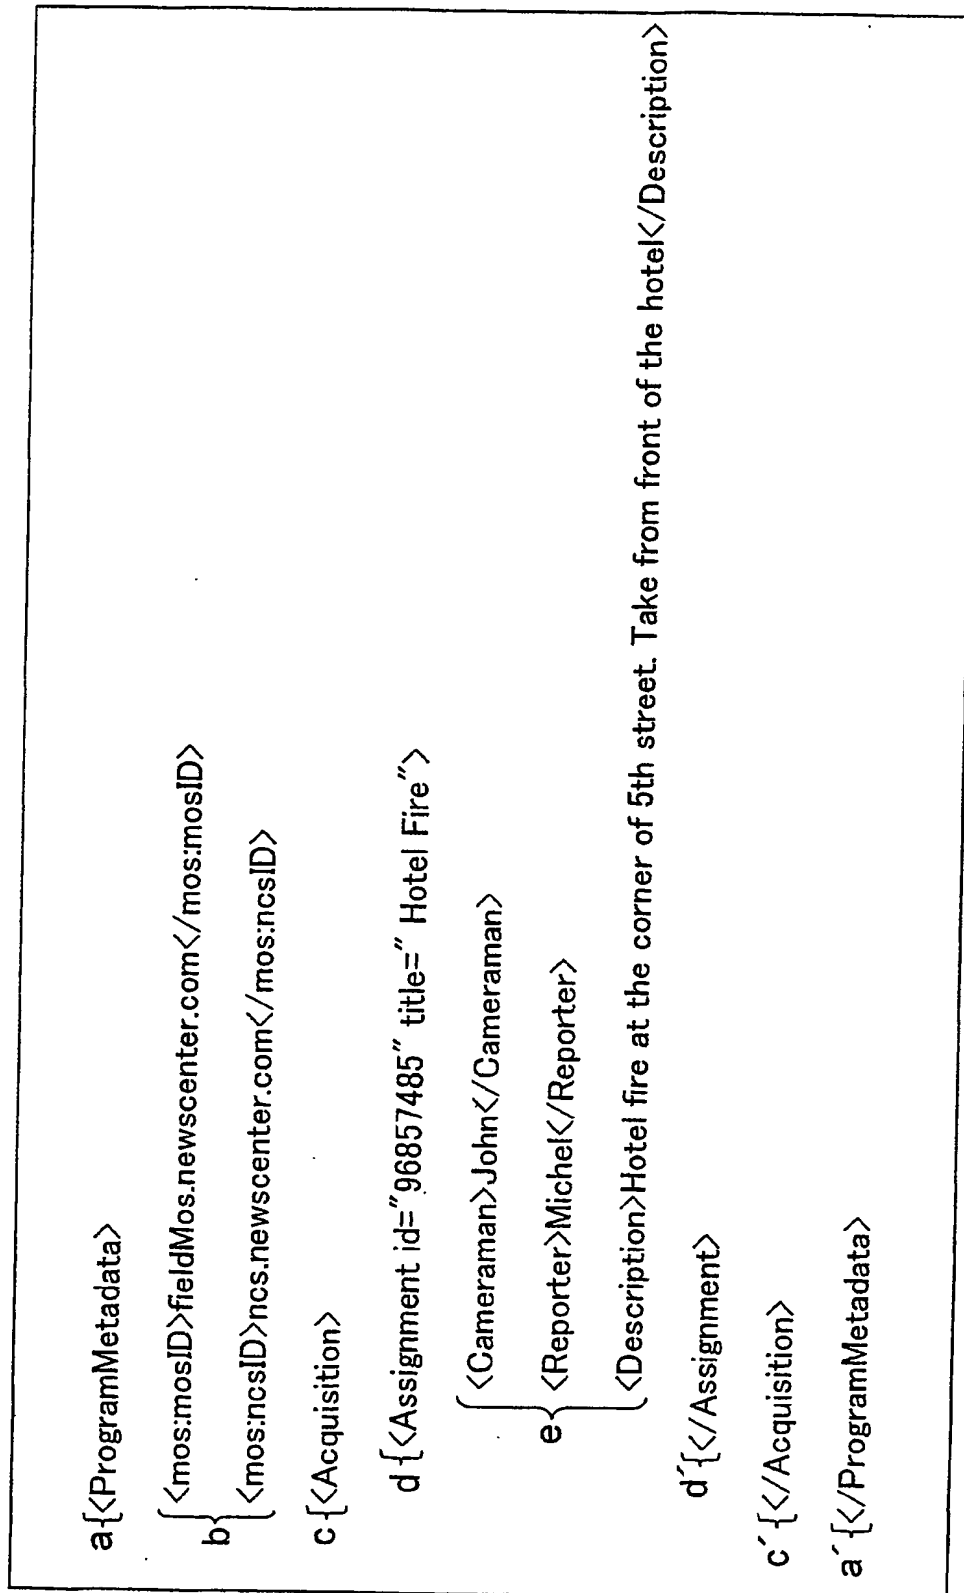 a{<ProgramMetadata>
b{<mos:mosID>fieldMos.newscenter.com</mos:mosID>
<mos:ncsID>ncs.newscenter.com</mos:ncsID>
c{<Acquisition>
d{<Assignment id="96857485" title="Hotel Fire">
<Cameraman>John</Cameraman>
e{<Reporter>Michel</Reporter>
<Description>Hotel fire at the corner of 5th street. Take from front of the hotel</Description>
d´{</Assignment>
c´{</Acquisition>
a´{</ProgramMetadata>